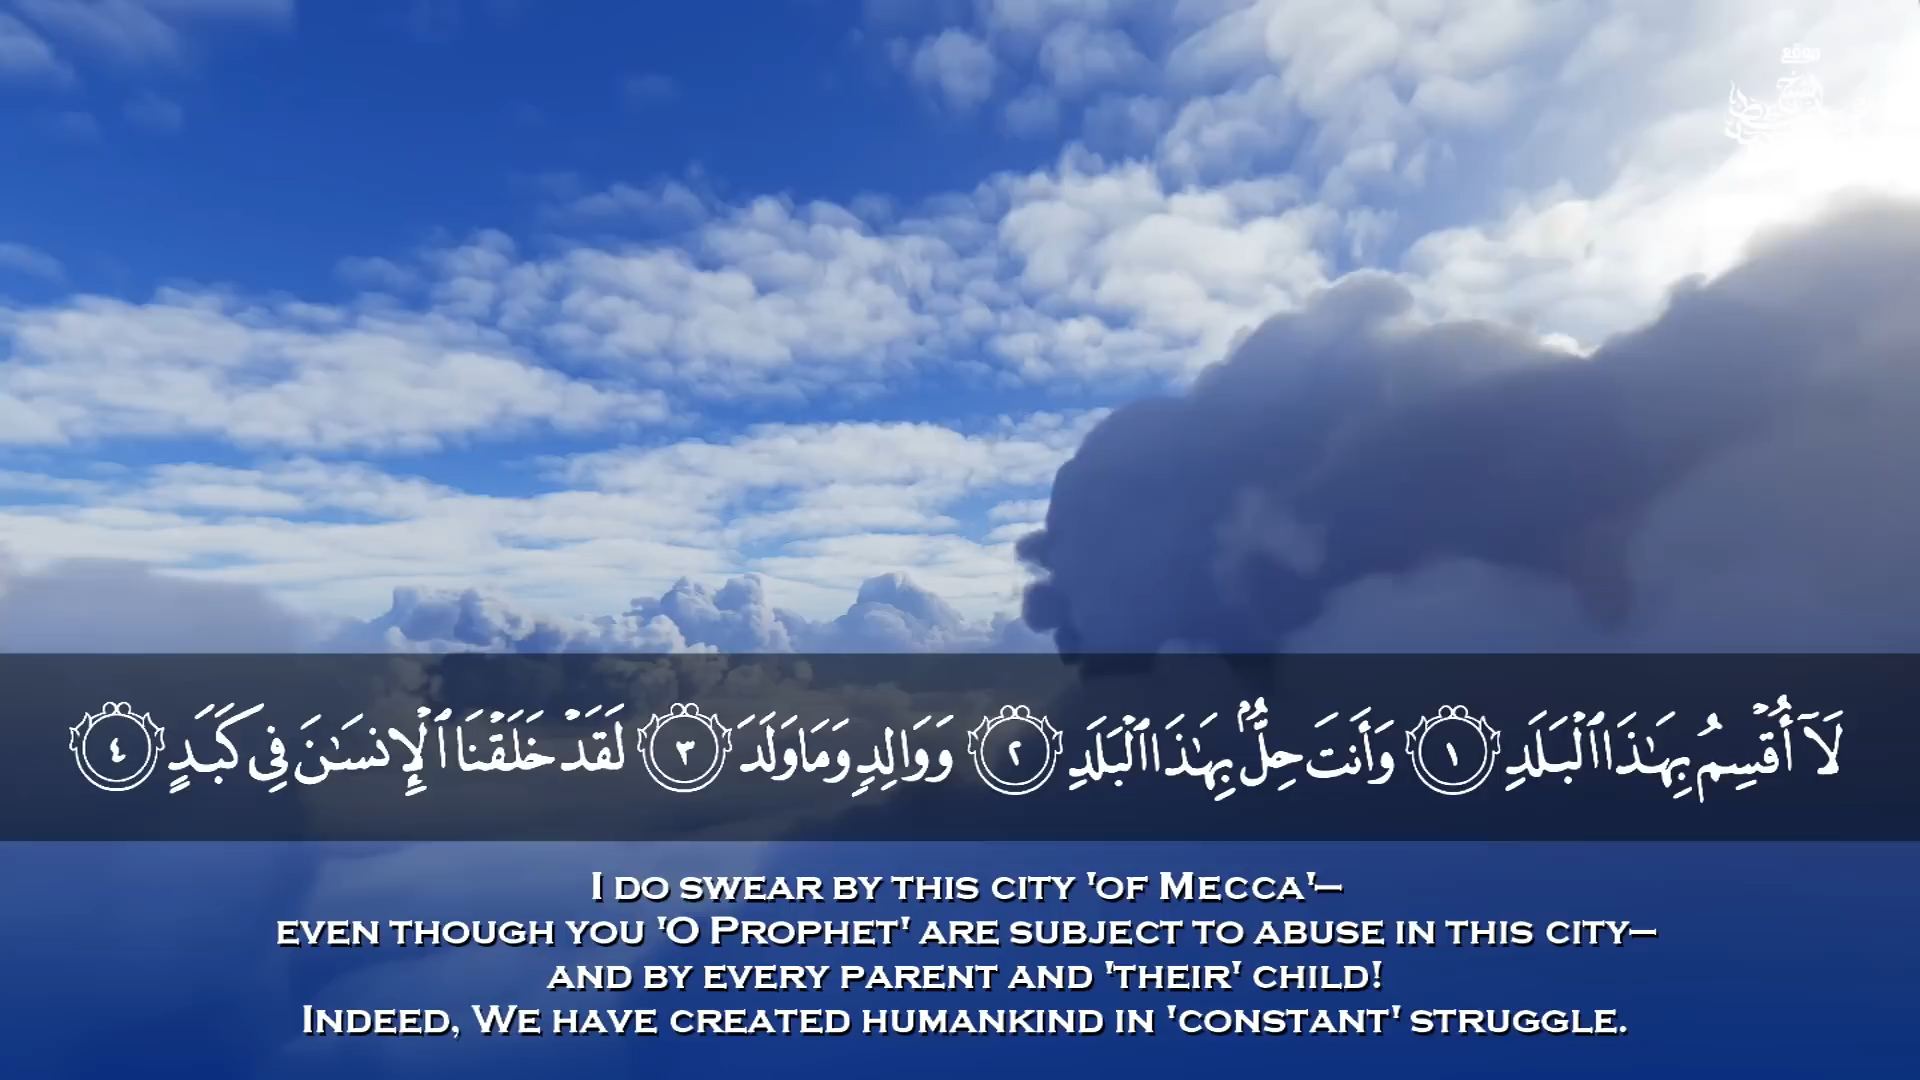 موقع
لَآ أُقْسِمُ بِهَـٰذَا ٱلْبَلَدِ ١ وَأَنتَ حِلٌّۢ بِهَـٰذَا ٱلْبَلَدِ ٢ وَوَالِدٍ وَمَا وَلَدَ ٣ لَقَدْ خَلَقْنَا ٱلْإِنسَـٰنَ فِى كَبَدٍ ٤
I DO SWEAR BY THIS CITY 'OF MECCA'—
EVEN THOUGH YOU 'O PROPHET' ARE SUBJECT TO ABUSE IN THIS CITY—
AND BY EVERY PARENT AND 'THEIR' CHILD!
INDEED, WE HAVE CREATED HUMANKIND IN 'CONSTANT' STRUGGLE.